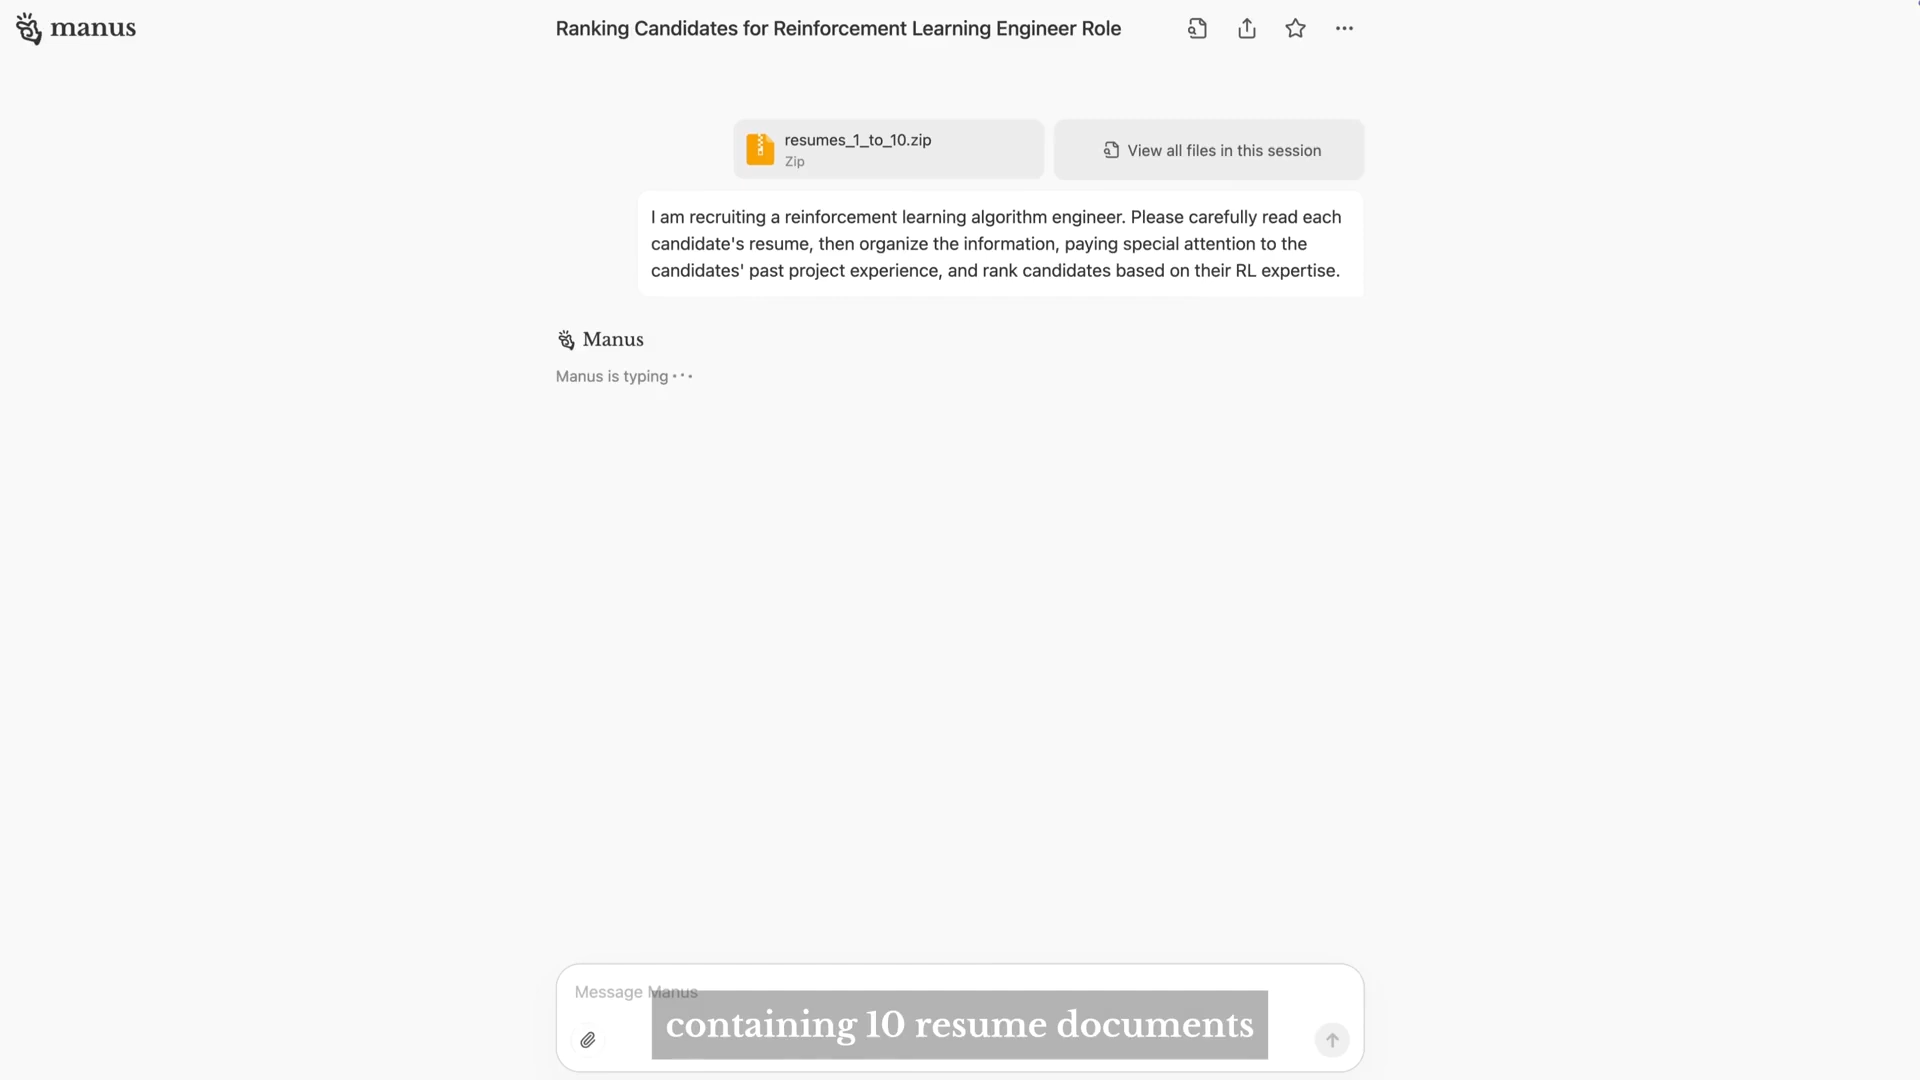 manus
Ranking Candidates for Reinforcement Learning Engineer Role
resumes_1_to_10.zip
Zip
View all files in this session
I am recruiting a reinforcement learning algorithm engineer. Please carefully read each
candidate's resume, then organize the information, paying special attention to the
candidates' past project experience, and rank candidates based on their RL expertise.
Manus
Manus is typing
Message Manus
containing 10 resume documents